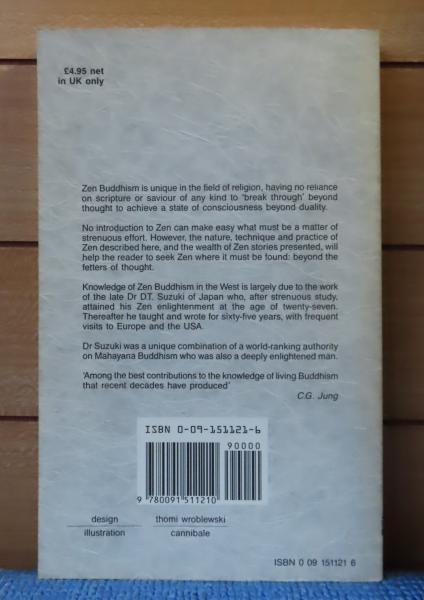 £4.95 net
in UK only
Zen Buddhism is unique in the field of religion, having no reliance
on scripture or saviour of any kind to 'break through' beyond
thought to achieve a state of consciousness beyond duality.
No introduction to Zen can make easy what must be a matter of
strenuous effort. However, the nature, technique and practice of
Zen described here, and the wealth of Zen stories presented, will
help the reader to seek Zen where it must be found: beyond the
fetters of thought.
Knowledge of Zen Buddhism in the West is largely due to the work
of the late Dr D.T. Suzuki of Japan who, after strenuous study,
attained his Zen enlightenment at the age of twenty-seven.
Thereafter he taught and wrote for sixty-five years, with frequent
visits to Europe and the USA.
Dr Suzuki was a unique combination of a world-ranking authority
on Mahayana Buddhism who was also a deeply enlightened man.
'Among the best contributions to the knowledge of living Buddhism
that recent decades have produced'
C.G. Jung
ISBN 0-09-151121-6
90000
9 780091 511210
design thomi wroblewski
illustration cannibale
ISBN 0 09 151121 6